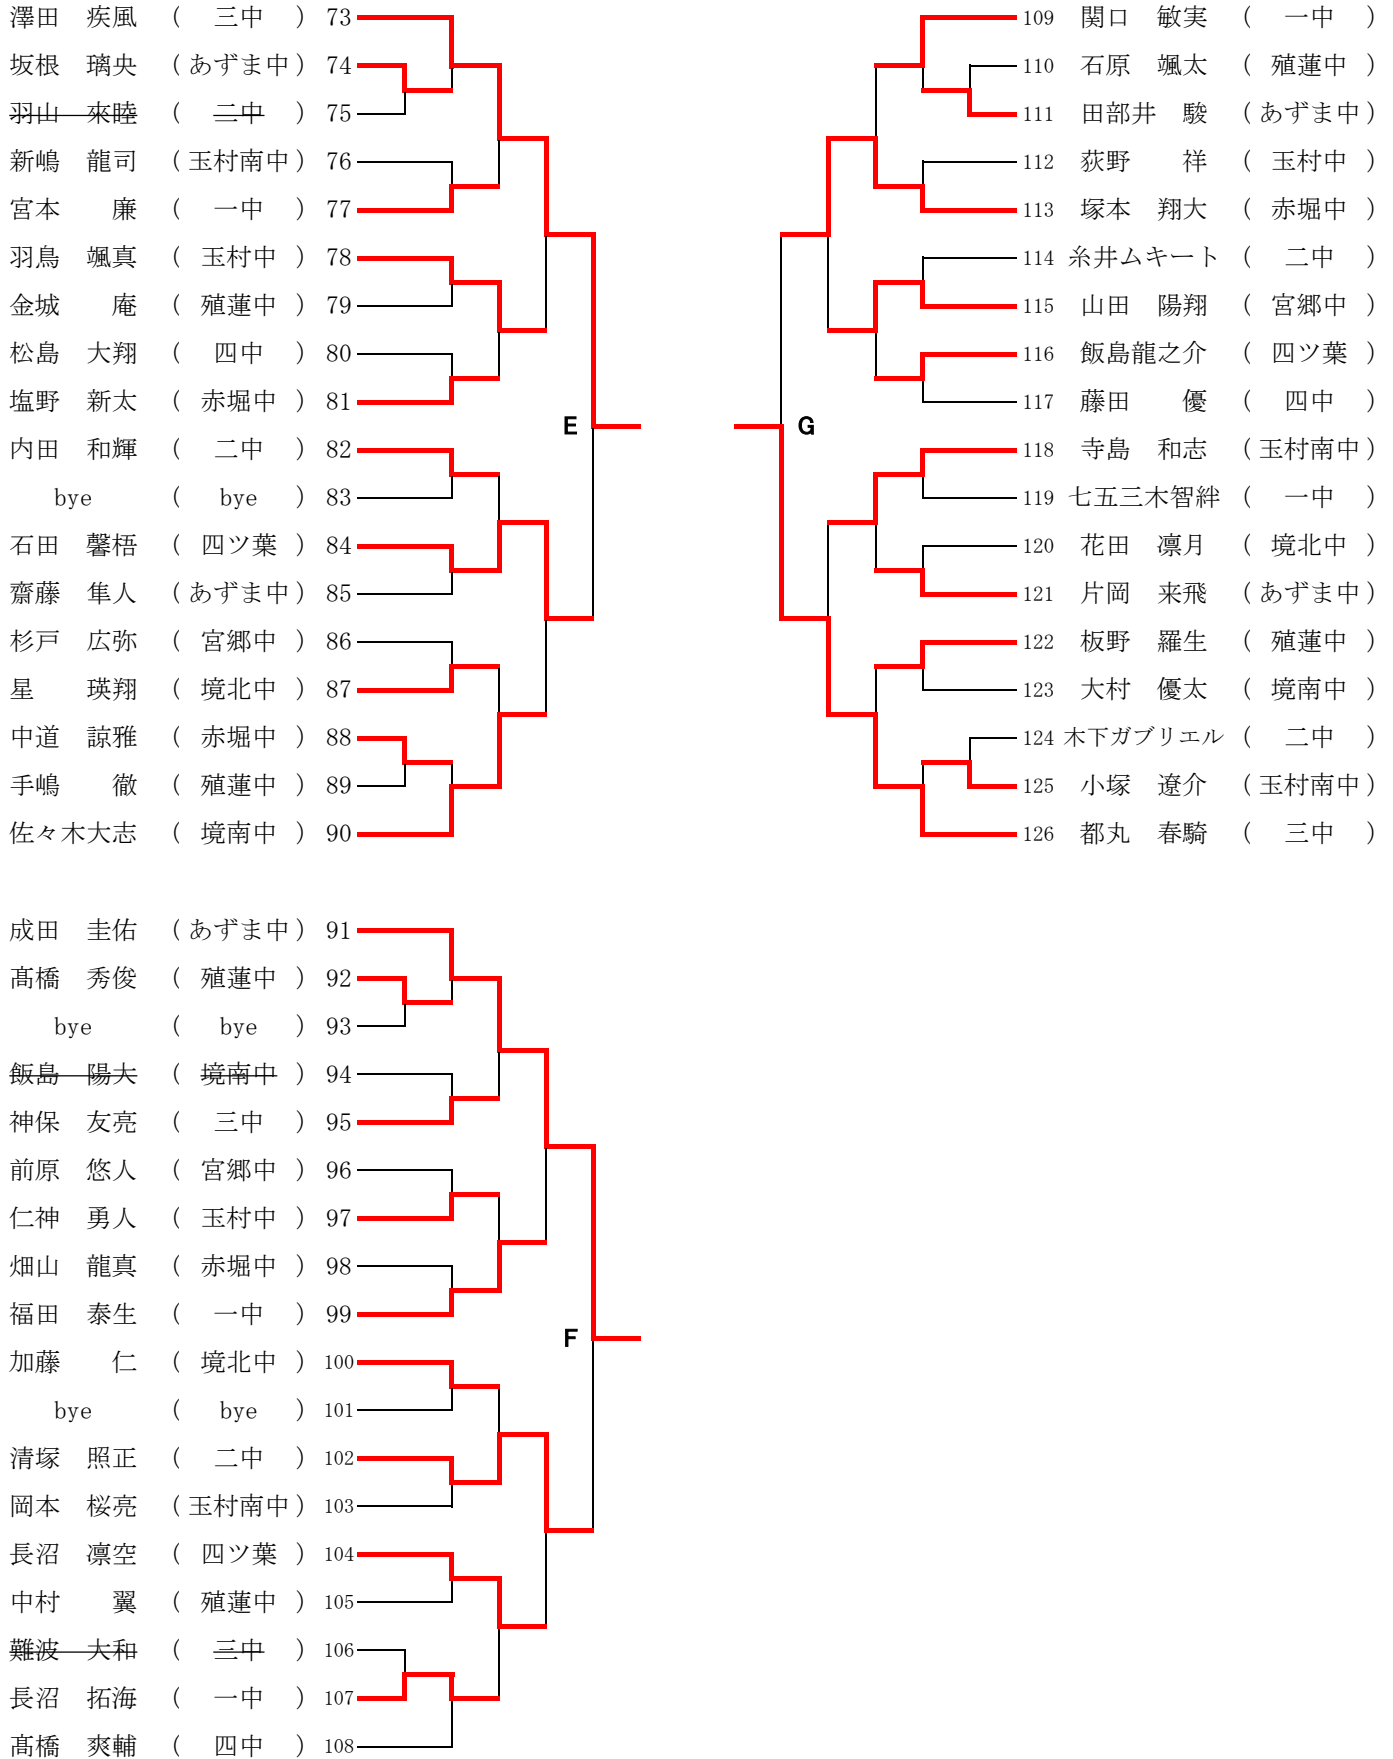 澤田　疾風　（　三中　）73
坂根　璃央　（あずま中）74
羽山　來睦　（　二中　）75
新嶋　龍司　（玉村南中）76
宮本　廉　（　一中　）77
羽鳥　颯真　（　玉村中　）78
金城　庵　（　殖蓮中　）79
松島　大翔　（　四中　）80
塩野　新太　（　赤堀中　）81
E
内田　和輝　（　二中　）82
bye　（　bye　）83
石田　馨梧　（　四ツ葉　）84
齋藤　隼人　（あずま中）85
杉戸　広弥　（　宮郷中　）86
星　瑛翔　（　境北中　）87
中道　諒雅　（　赤堀中　）88
手嶋　徹　（　殖蓮中　）89
佐々木大志　（　境南中　）90
成田　圭佑　（あずま中）91
髙橋　秀俊　（　殖蓮中　）92
bye　（　bye　）93
飯島　陽大　（　境南中　）94
神保　友亮　（　三中　）95
前原　悠人　（　宮郷中　）96
仁神　勇人　（　玉村中　）97
畑山　龍真　（　赤堀中　）98
福田　泰生　（　一中　）99
F
加藤　仁　（　境北中　）100
bye　（　bye　）101
清塚　照正　（　二中　）102
岡本　桜亮　（玉村南中）103
長沼　凛空　（　四ツ葉　）104
中村　翼　（　殖蓮中　）105
難波　大和　（　三中　）106
長沼　拓海　（　一中　）107
髙橋　爽輔　（　四中　）108
109　関口　敏実　（　一中　）
110　石原　颯太　（　殖蓮中　）
111　田部井　駿　（あずま中）
112　荻野　祥　（　玉村中　）
113　塚本　翔大　（　赤堀中　）
114　糸井ムキート　（　二中　）
115　山田　陽翔　（　宮郷中　）
116　飯島龍之介　（　四ツ葉　）
117　藤田　優　（　四中　）
G
118　寺島　和志　（玉村南中）
119　七五三木智絆　（　一中　）
120　花田　凛月　（　境北中　）
121　片岡　来飛　（あずま中）
122　板野　羅生　（　殖蓮中　）
123　大村　優太　（　境南中　）
124　木下ガブリエル　（　二中　）
125　小塚　遼介　（玉村南中）
126　都丸　春騎　（　三中　）